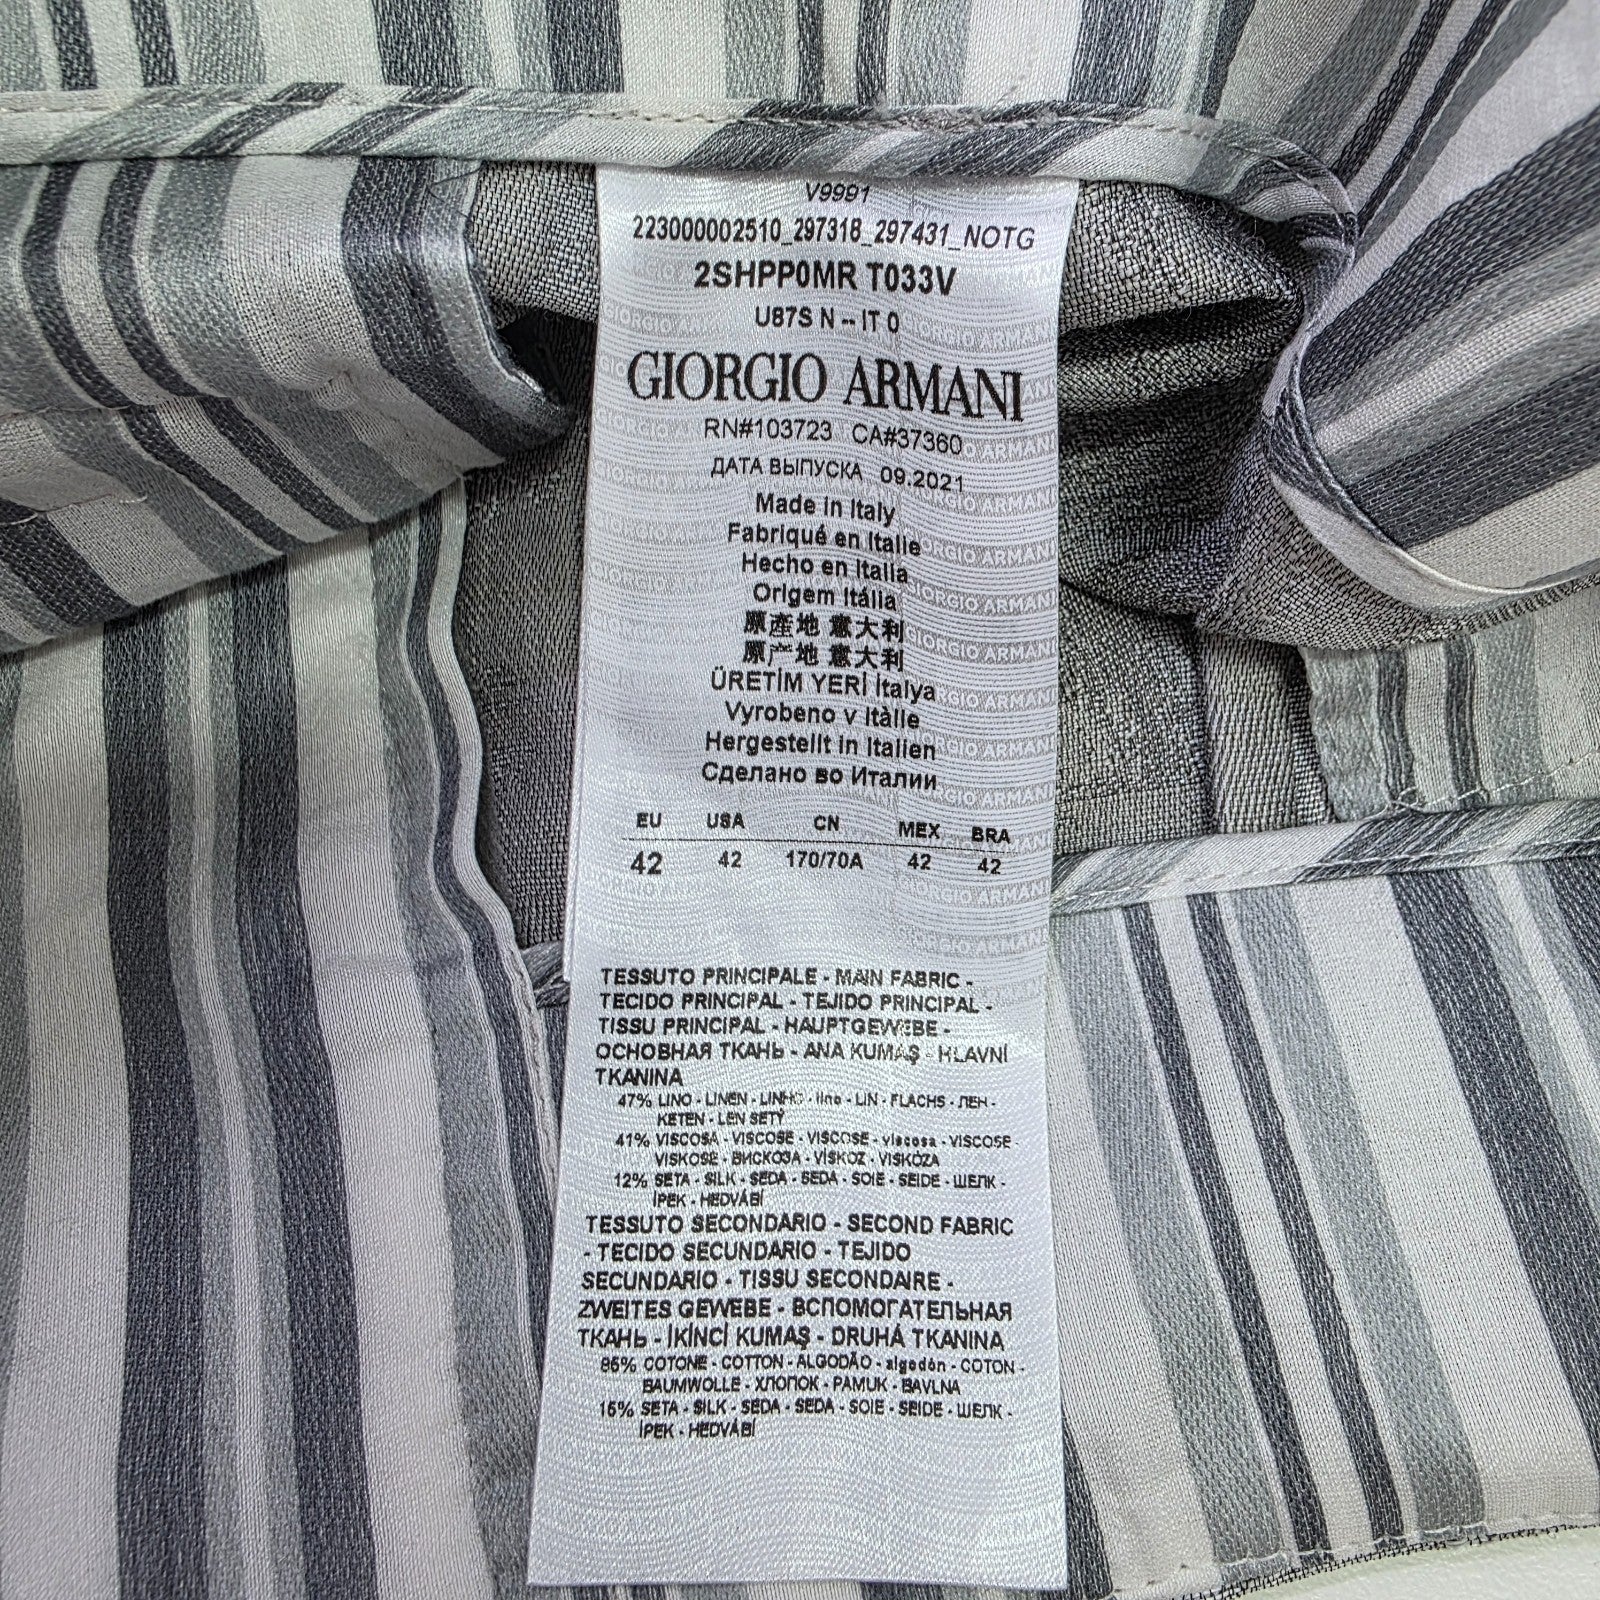 V9991
223000002510_297318_297431_NOTG
2SHPP0MR T033V
U87S N -- IT 0
GIORGIO ARMANI
RN#103723 CA#37360
ДАТА ВЫПУСКА 09.2021
Made in Italy
Fabriqué en Italie
Hecho en Italia
Origem Itália
原產地 意大利
原产地 意大利
ÜRETİM YERİ İtalya
Vyrobeno v Itàlie
Hergestellt in Italien
Сделано во Италии
EU USA CN MEX BRA
42 42 170/70A 42 42
TESSUTO PRINCIPALE - MAIN FABRIC -
TECIDO PRINCIPAL - TEJIDO PRINCIPAL -
TISSU PRINCIPAL - HAUPTGEWEBE -
ОСНОВНАЯ ТКАНЬ - ANA KUMAŞ - HLAVNÍ
TKANINA
47% LINO - LINEN - LINHO - lino - LIN - FLACHS - ЛЕН -
KETEN - LEN SETÝ
41% VISCOSA - VISCOSE - VISCOSE - viscosa - VISCOSE -
VISKOSE - ВИСКОЗА - VİSKOZ - VISKÓZA
12% SETA - SILK - SEDA - SEDA - SOIE - SEIDE - ШЕЛК -
İPEK - HEDVÁBÍ
TESSUTO SECONDARIO - SECOND FABRIC
- TECIDO SECUNDARIO - TEJIDO
SECUNDARIO - TISSU SECONDAIRE -
ZWEITES GEWEBE - ВСПОМОГАТЕЛЬНАЯ
ТКАНЬ - İKİNCİ KUMAŞ - DRUHÁ TKANINA
85% COTONE - COTTON - ALGODÃO - algodón - COTON -
BAUMWOLLE - ХЛОПОК - PAMUK - BAVLNA
15% SETA - SILK - SEDA - SEDA - SOIE - SEIDE - ШЕЛК -
İPEK - HEDVÁBÍ